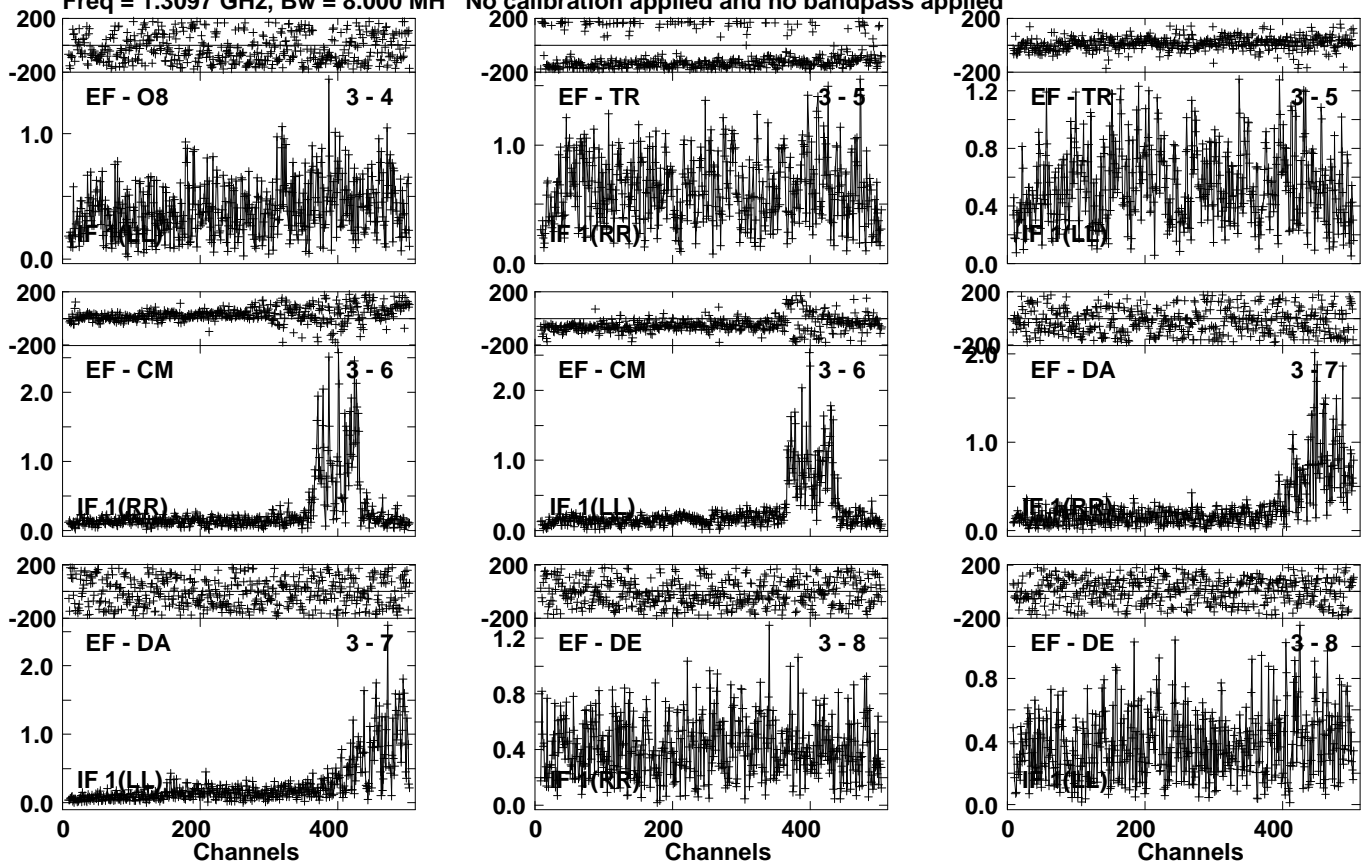 Freq = 1.3097 GHz, Bw = 8.000 MH No calibration applied and no bandpass applied
200
-200
EF - O8 3 - 4
1.0
IF 1(LL)
0.0
EF - TR 3 - 5
1.0
IF 1(RR)
0.0
200
-200
EF - TR 3 - 5
1.2
0.8
0.4
IF 1(LL)
0.0
200
-200
EF - CM 3 - 6
2.0
1.0
IF 1(RR)
0.0
200
-200
EF - CM 3 - 6
2.0
1.0
IF 1(LL)
0.0
200
-200
2.0
EF - DA 3 - 7
1.0
IF 1(RR)
0.0
200
-200
EF - DA 3 - 7
2.0
1.0
IF 1(LL)
0.0
0 200 400
Channels
200
-200
EF - DE 3 - 8
1.2
0.8
0.4
IF 1(RR)
0.0
0 200 400
Channels
200
-200
EF - DE 3 - 8
0.8
0.4
IF 1(LL)
0.0
0 200 400
Channels